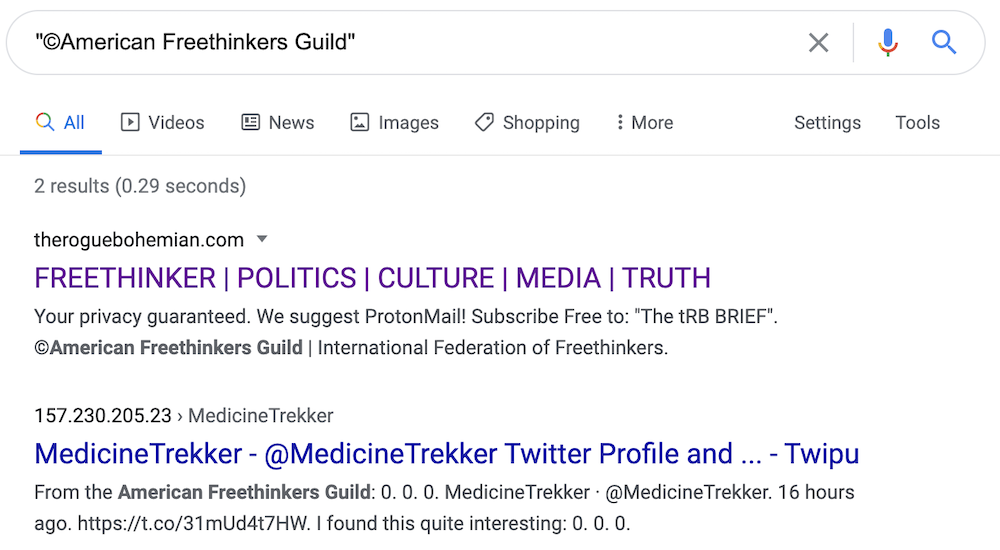 "©American Freethinkers Guild"
All Videos News Images Shopping More Settings Tools
2 results (0.29 seconds)
theroguebohemian.com
FREETHINKER | POLITICS | CULTURE | MEDIA | TRUTH
Your privacy guaranteed. We suggest ProtonMail! Subscribe Free to: "The tRB BRIEF".
©American Freethinkers Guild | International Federation of Freethinkers.
157.230.205.23 › MedicineTrekker
MedicineTrekker - @MedicineTrekker Twitter Profile and ... - Twipu
From the American Freethinkers Guild: 0. 0. 0. MedicineTrekker · @MedicineTrekker. 16 hours
ago. https://t.co/31mUd4t7HW. I found this quite interesting: 0. 0. 0.